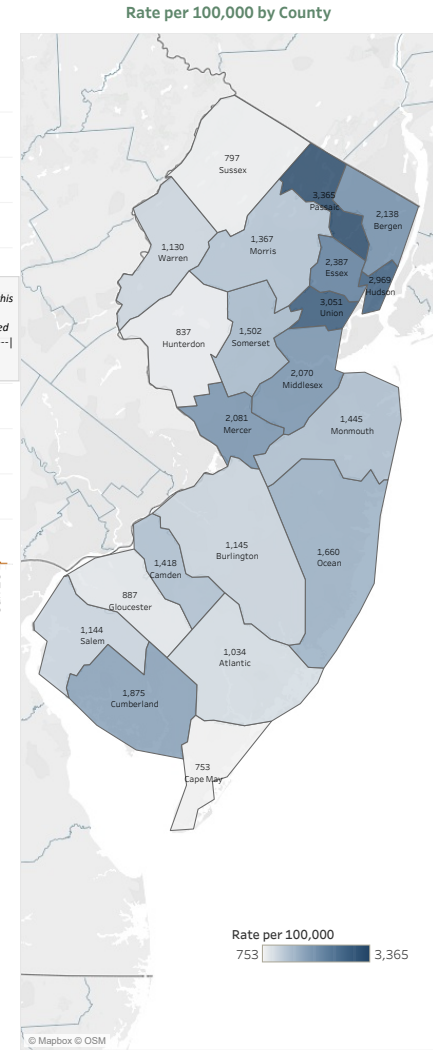 Rate per 100,000 by County
797
Sussex
3,365
Passaic
2,138
Bergen
1,130
Warren
1,367
Morris
2,387
Essex
2,969
Hudson
3,051
Union
837
Hunterdon
1,502
Somerset
2,070
Middlesex
2,081
Mercer
1,445
Monmouth
1,145
Burlington
1,660
Ocean
1,418
Camden
887
Gloucester
1,144
Salem
1,034
Atlantic
1,875
Cumberland
753
Cape May
his
ed
--|
Rate per 100,000
753 3,365
© Mapbox © OSM